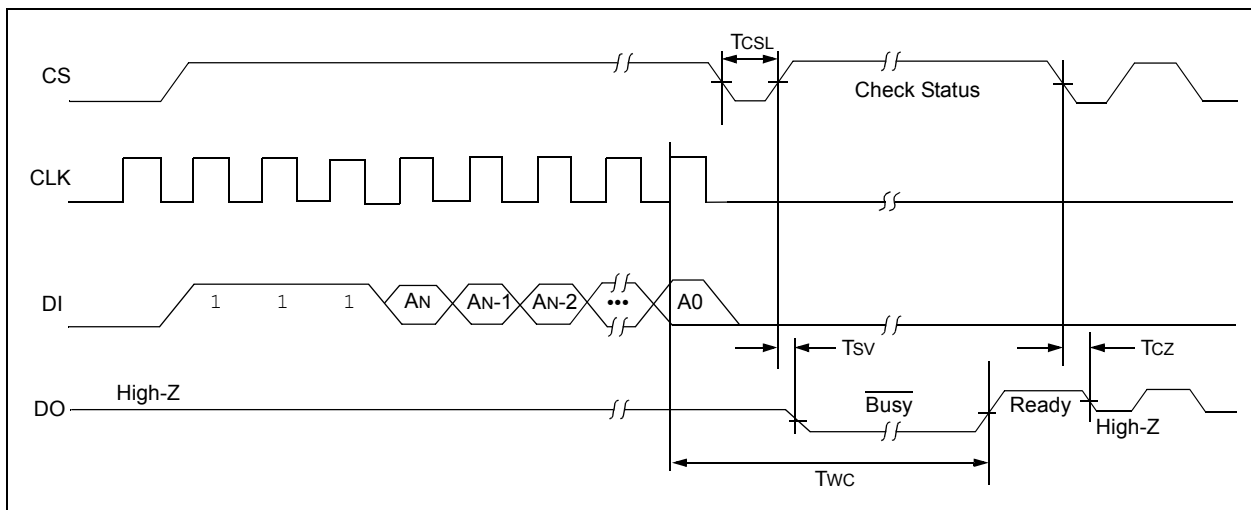 TCSL
CS
Check Status
CLK
DI
1 1 1 AN AN-1 AN-2 ••• A0
TSV
TCZ
High-Z
DO
Busy
Ready
High-Z
TWC